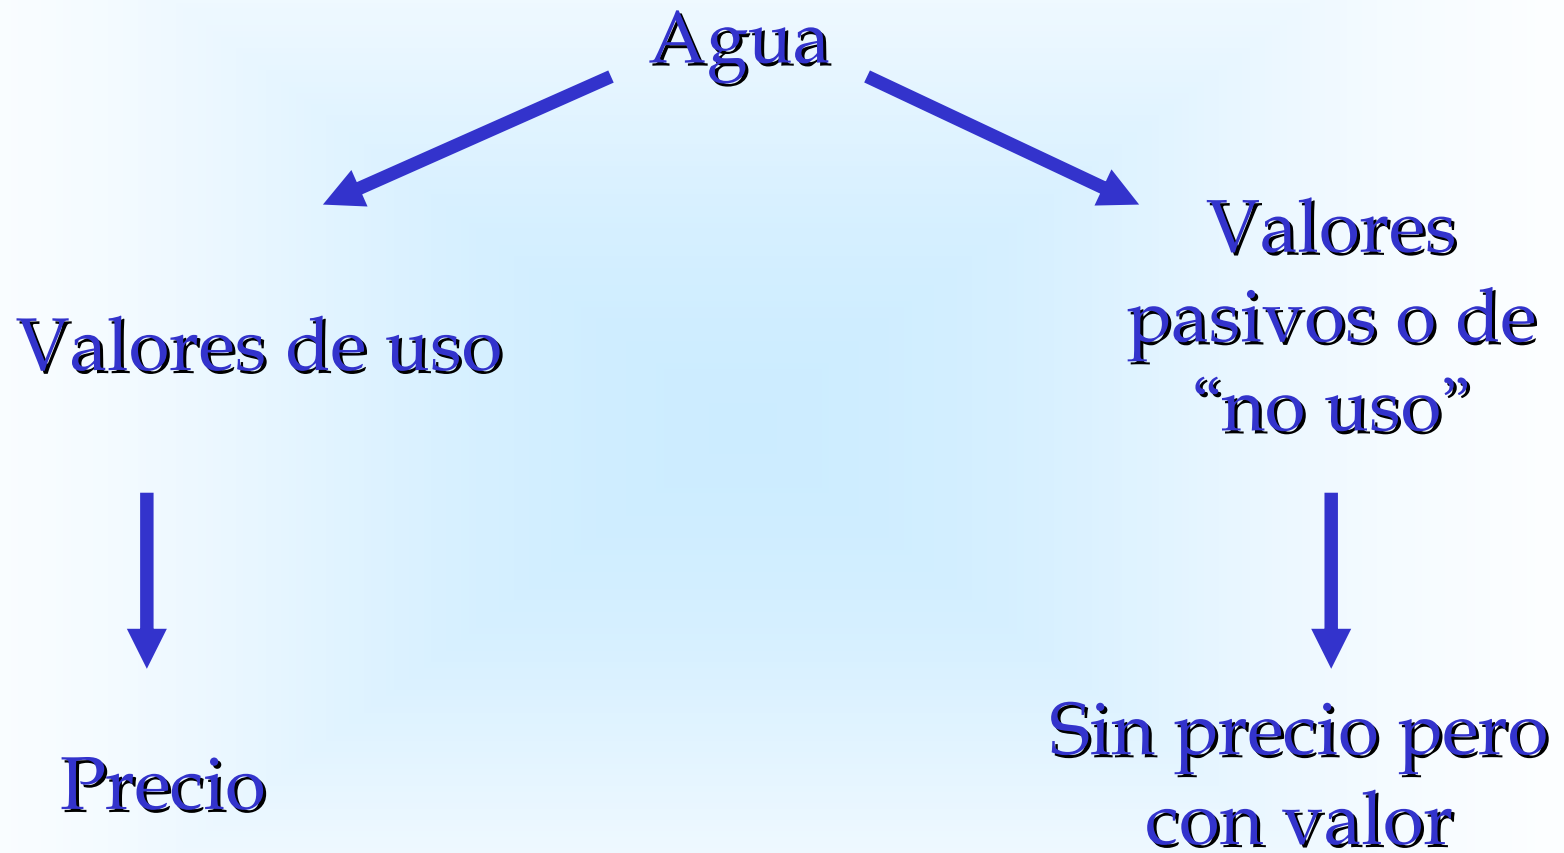 Agua
Valores de uso
Valores
pasivos o de
“no uso”
Precio
Sin precio pero
con valor